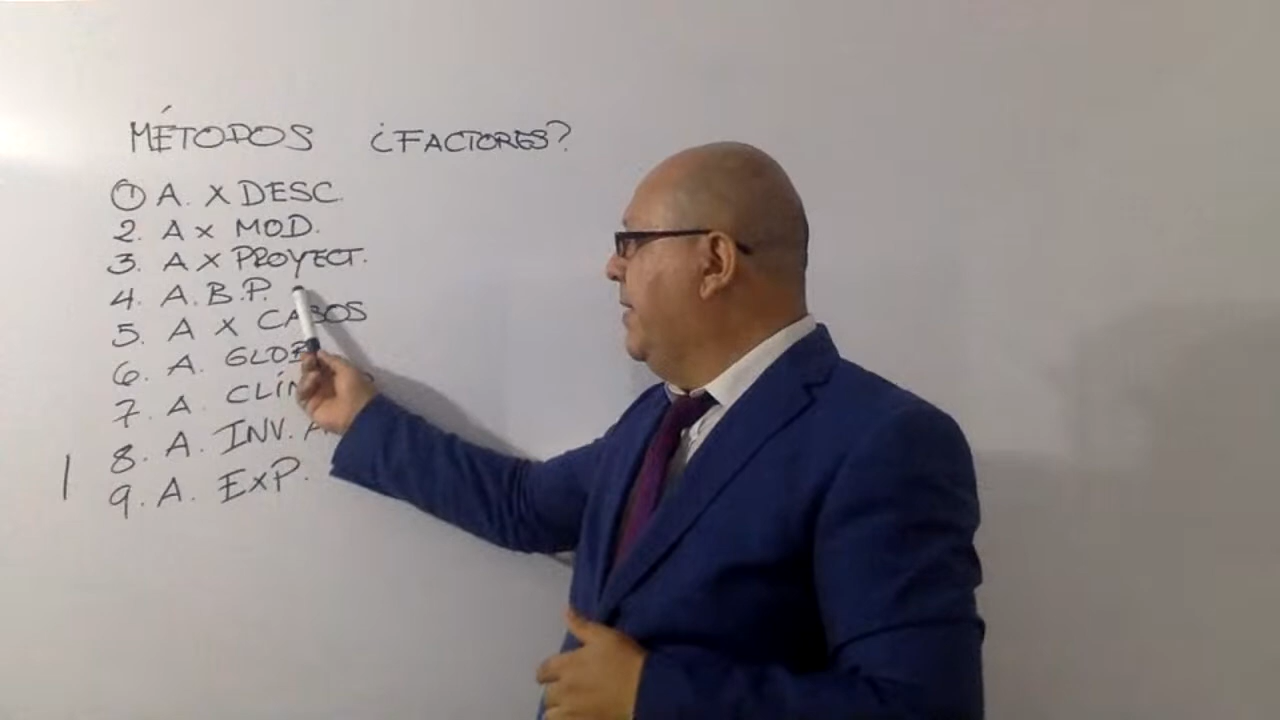 MÉTODOS ¿FACTORES?
① A. X DESC.
2. A X MOD.
3. A X PROYECT.
4. A.B.P.
5. A X CASOS
6. A.
7. A.
8. A. INV.
9. A. EXP.